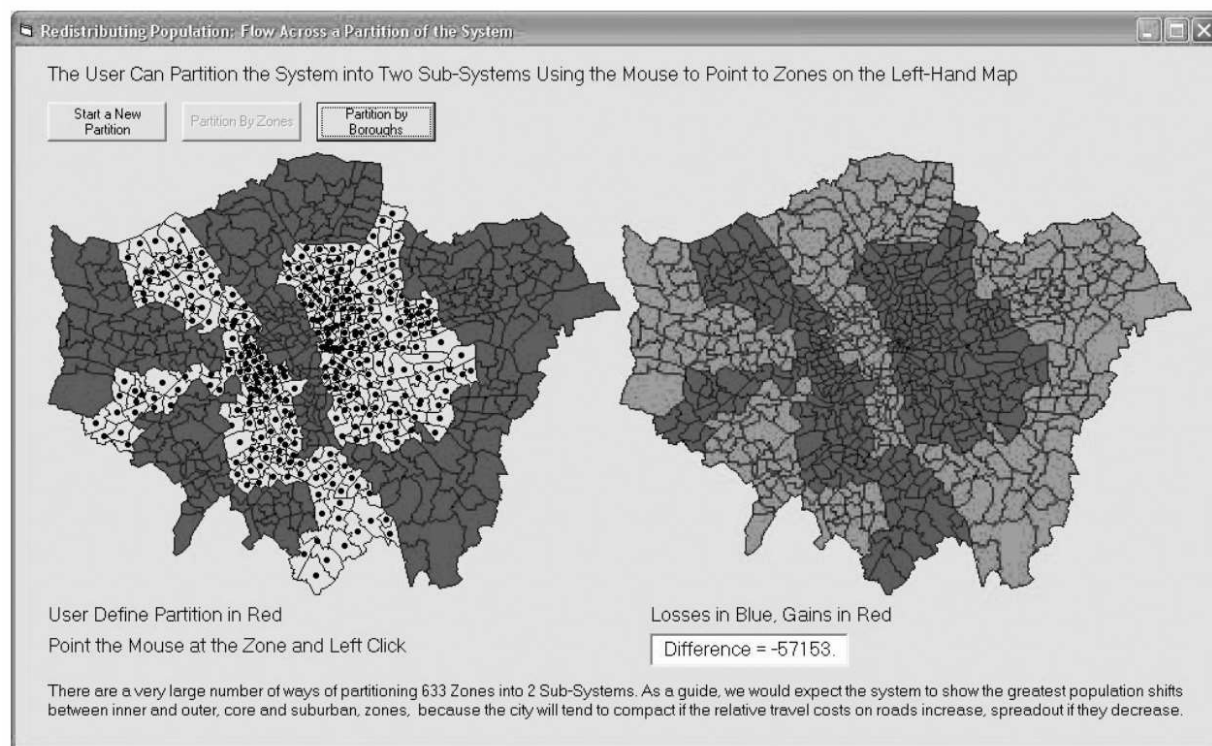 Redistributing Population: Flow Across a Partition of the System
The User Can Partition the System into Two Sub-Systems Using the Mouse to Point to Zones on the Left-Hand Map
Start a New
Partition
Partition By Zones
Partition by
Boroughs
User Define Partition in Red
Point the Mouse at the Zone and Left Click
Losses in Blue, Gains in Red
Difference = -57153.
There are a very large number of ways of partitioning 633 Zones into 2 Sub-Systems. As a guide, we would expect the system to show the greatest population shifts
between inner and outer, core and suburban, zones, because the city will tend to compact if the relative travel costs on roads increase, spreadout if they decrease.